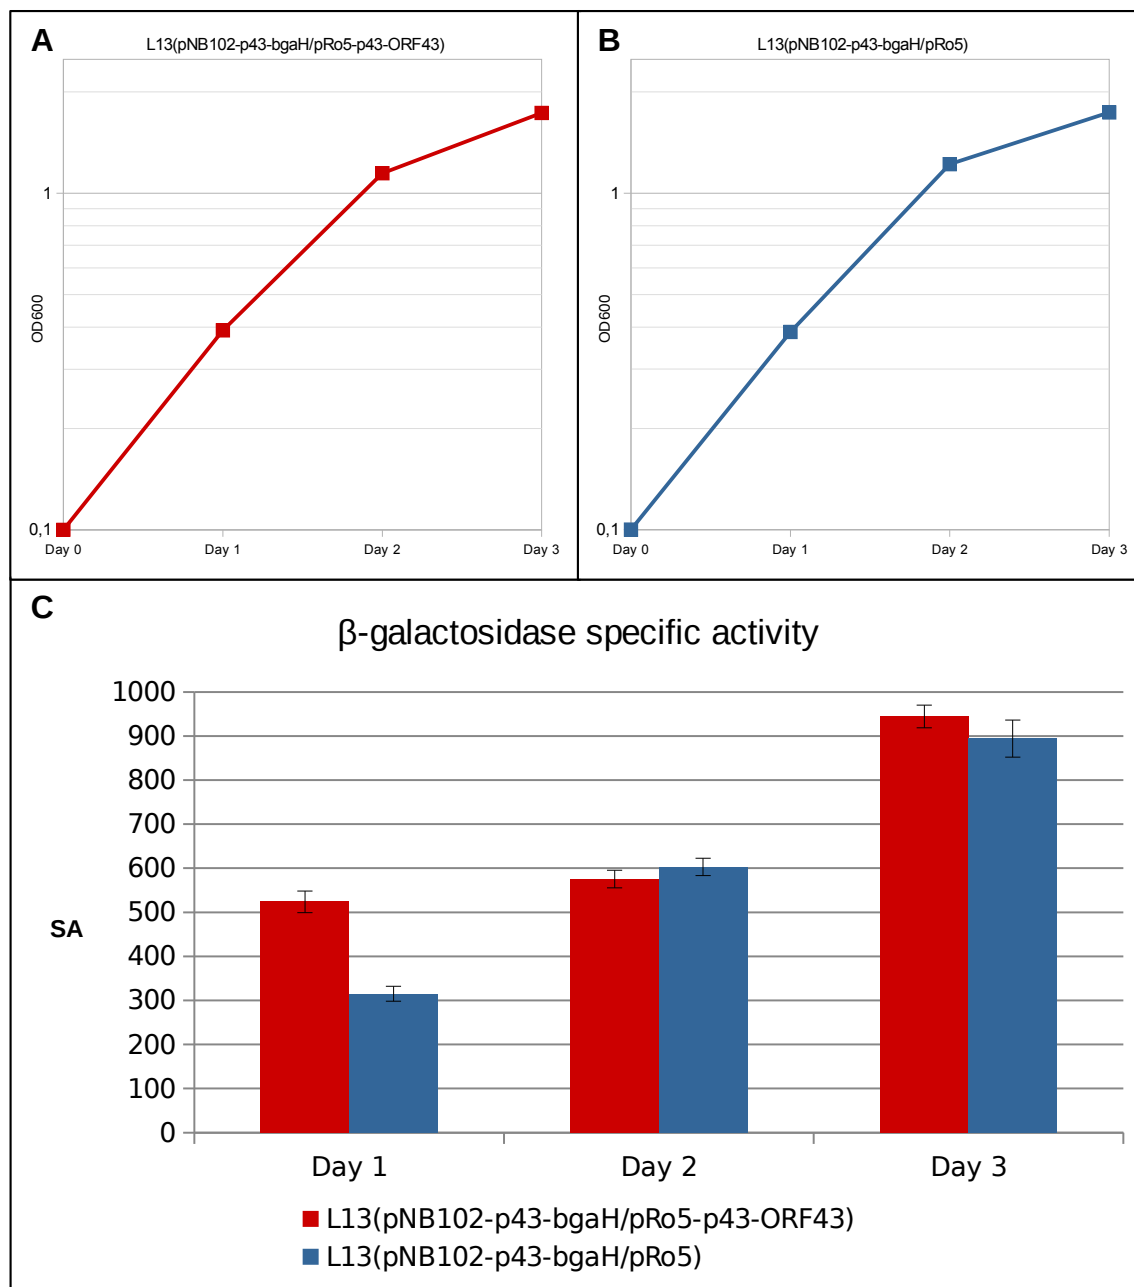 A
L13(pNB102-p43-bgaH/pRo5-p43-ORF43)
1
OD600
0,1
Day 0
Day 1
Day 2
Day 3
B
L13(pNB102-p43-bgaH/pRo5)
1
OD600
0,1
Day 0
Day 1
Day 2
Day 3
C
β-galactosidase specific activity
1000
900
800
700
600
500
400
300
200
100
0
SA
Day 1
Day 2
Day 3
L13(pNB102-p43-bgaH/pRo5-p43-ORF43)
L13(pNB102-p43-bgaH/pRo5)